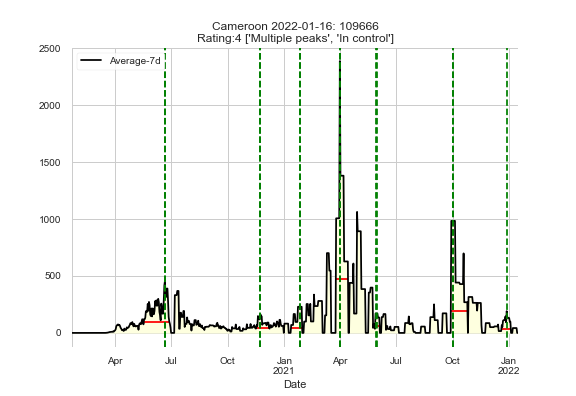 Cameroon 2022-01-16: 109666
Rating:4 ['Multiple peaks', 'In control']
2500
Average-7d
2000
1500
1000
500
0
Apr Jul Oct Jan Apr Jul Oct Jan
2021 2022
Date